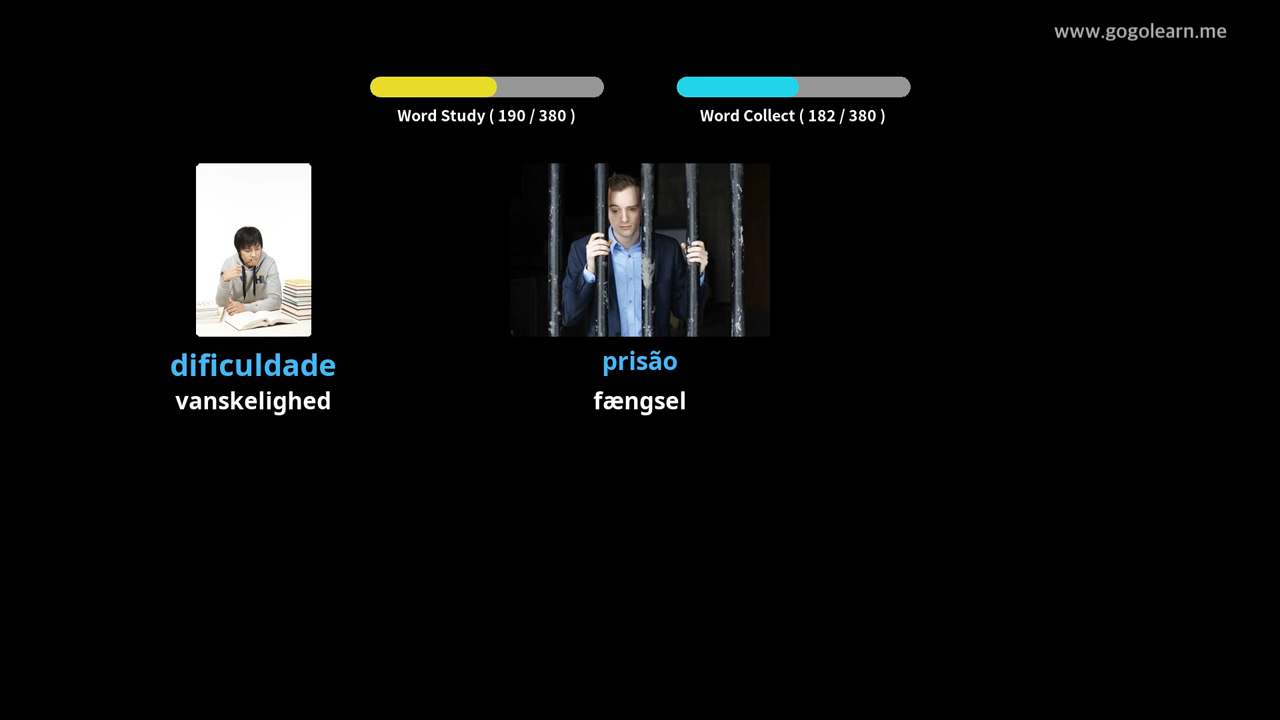 www.gogolearn.me
Word Study ( 190 / 380 )
Word Collect ( 182 / 380 )
dificuldade
vanskelighed
prisão
fængsel